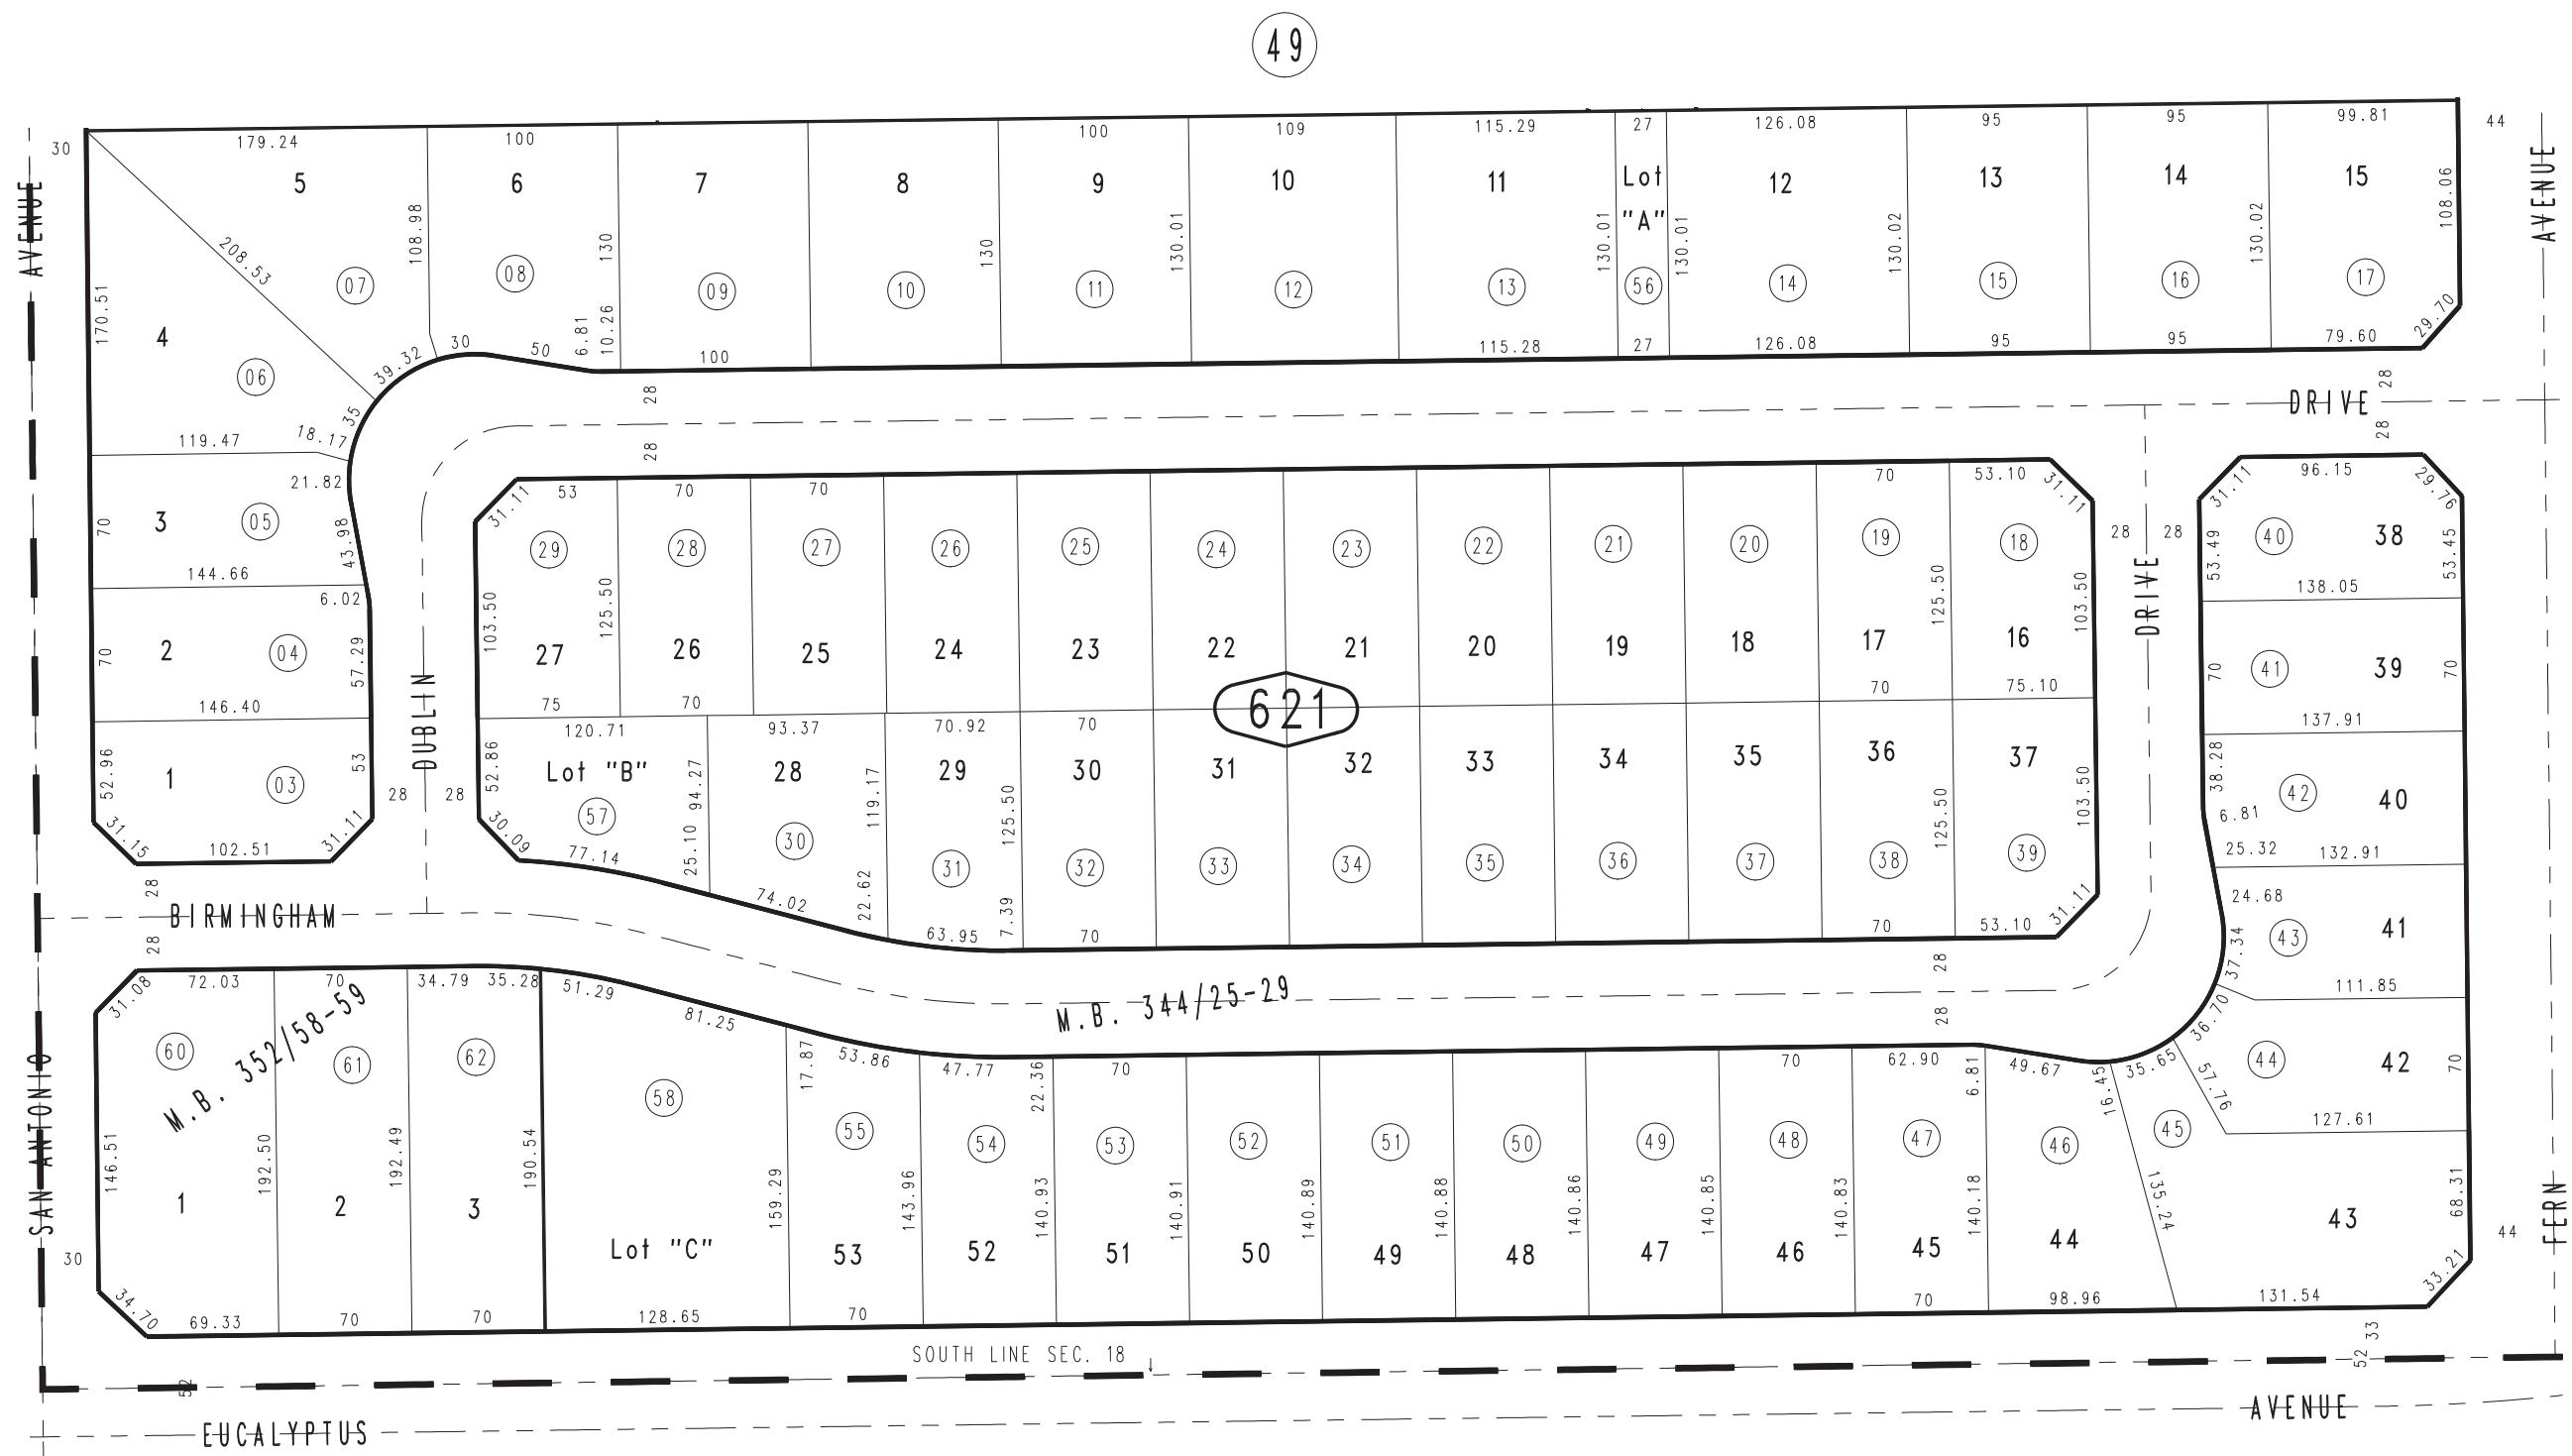 49
179.24 100 100 109 115.29 27 126.08 95 95 99.81
30 44
5 6 7 8 9 10 11 Lot "A" 12 13 14 15
AVENUE AVENUE
208.53 108.98 130 130 130.01 130.01 130.01 130.02 130.02 108.06
07 08 09 10 11 12 13 56 14 15 16 17
170.51 4 06
39.32 30 50 6.81 10.26 100 115.28 27 126.08 95 95 79.60 29.70
35 28 28
DRIVE
119.47 18.17 28 28
21.82 31.11 53 70 70 70 53.10 31.11 31.11 96.15 29.76
70 3 05 43.98
29 28 27 26 25 24 23 22 21 20 19 18
28 28 53.49 40 38 53.45
144.66 138.05
6.02
DRIVE
103.50 125.50 125.50 103.50
70 2 04 57.29
27 26 25 24 23 22 21 20 19 18 17 16
70 41 39 70
146.40 75 70 70 75.10 137.91
DUBLIN
621
120.71 93.37 70.92 70
52.96 1 03 53
52.86 Lot "B" 28 29 30 31 32 33 34 35 36 37
38.28 42 40
28 28
57 25.10 94.27 119.17 125.50 125.50 103.50
6.81
31.15 102.51 31.11 30.09 77.14 30 31 32 33 34 35 36 37 38 39
25.32 132.91
28 74.02 22.62 7.39 31.11
24.68
BIRMINGHAM
63.95 70 70 53.10
43 41
28 28
37.34
31.08 72.03 70 34.79 35.28 51.29
111.85
M.B. 352/58-59
M.B. 344/25-29
28
81.25 36.70
60 61 62 58 17.87 53.86 47.77 22.36 70 70 62.90 6.81 49.67 16.45 35.65 57.76
44 42 70
55 54 53 52 51 50 49 48 47 46 45
127.61
SAN ANTONIO
146.51 192.50 192.49 190.54 159.29 143.96 140.93 140.91 140.89 140.88 140.86 140.85 140.83 140.18 135.24 68.31
FERN
1 2 3 Lot "C" 53 52 51 50 49 48 47 46 45 44 43
30 44
34.70 69.33 70 70 128.65 70 70 98.96 131.54 33.21
SOUTH LINE SEC. 18
33
52 52
EUCALYPTUS AVENUE